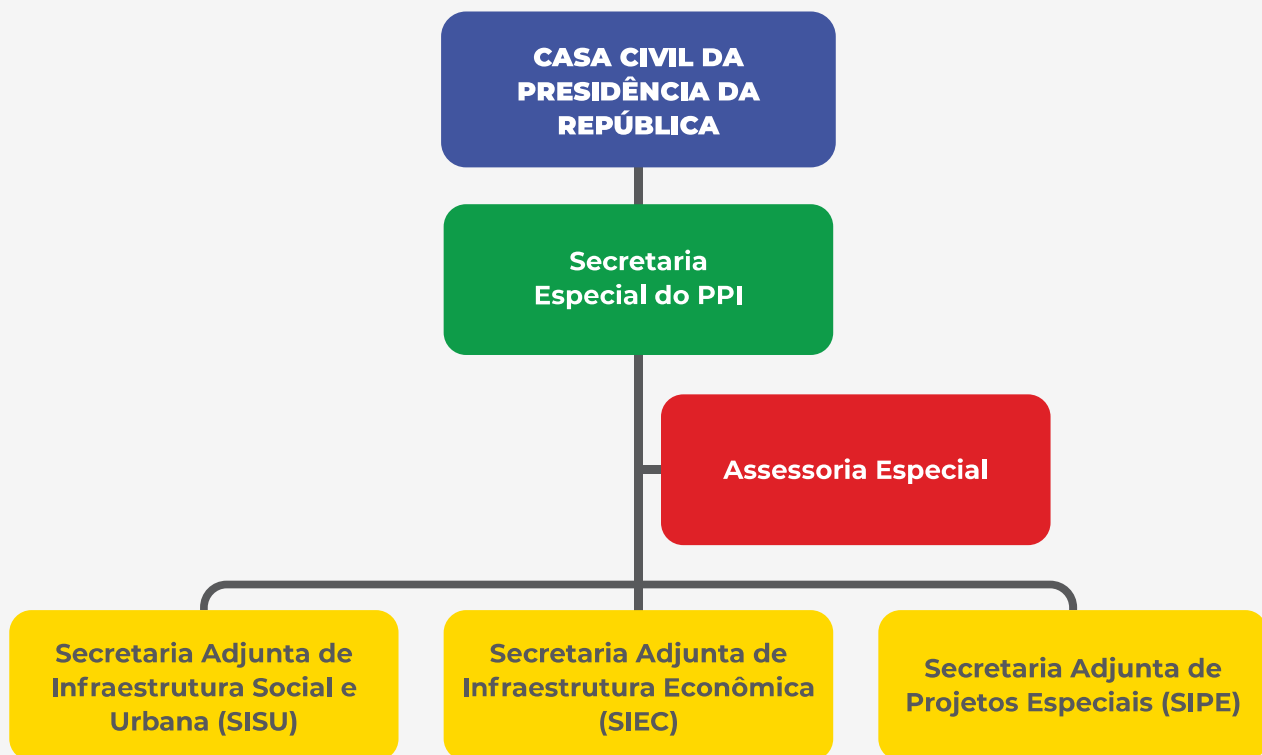 CASA CIVIL DA
PRESIDÊNCIA DA
REPÚBLICA
Secretaria
Especial do PPI
Assessoria Especial
Secretaria Adjunta de
Infraestrutura Social e
Urbana (SISU)
Secretaria Adjunta de
Infraestrutura Econômica
(SIEC)
Secretaria Adjunta de
Projetos Especiais (SIPE)